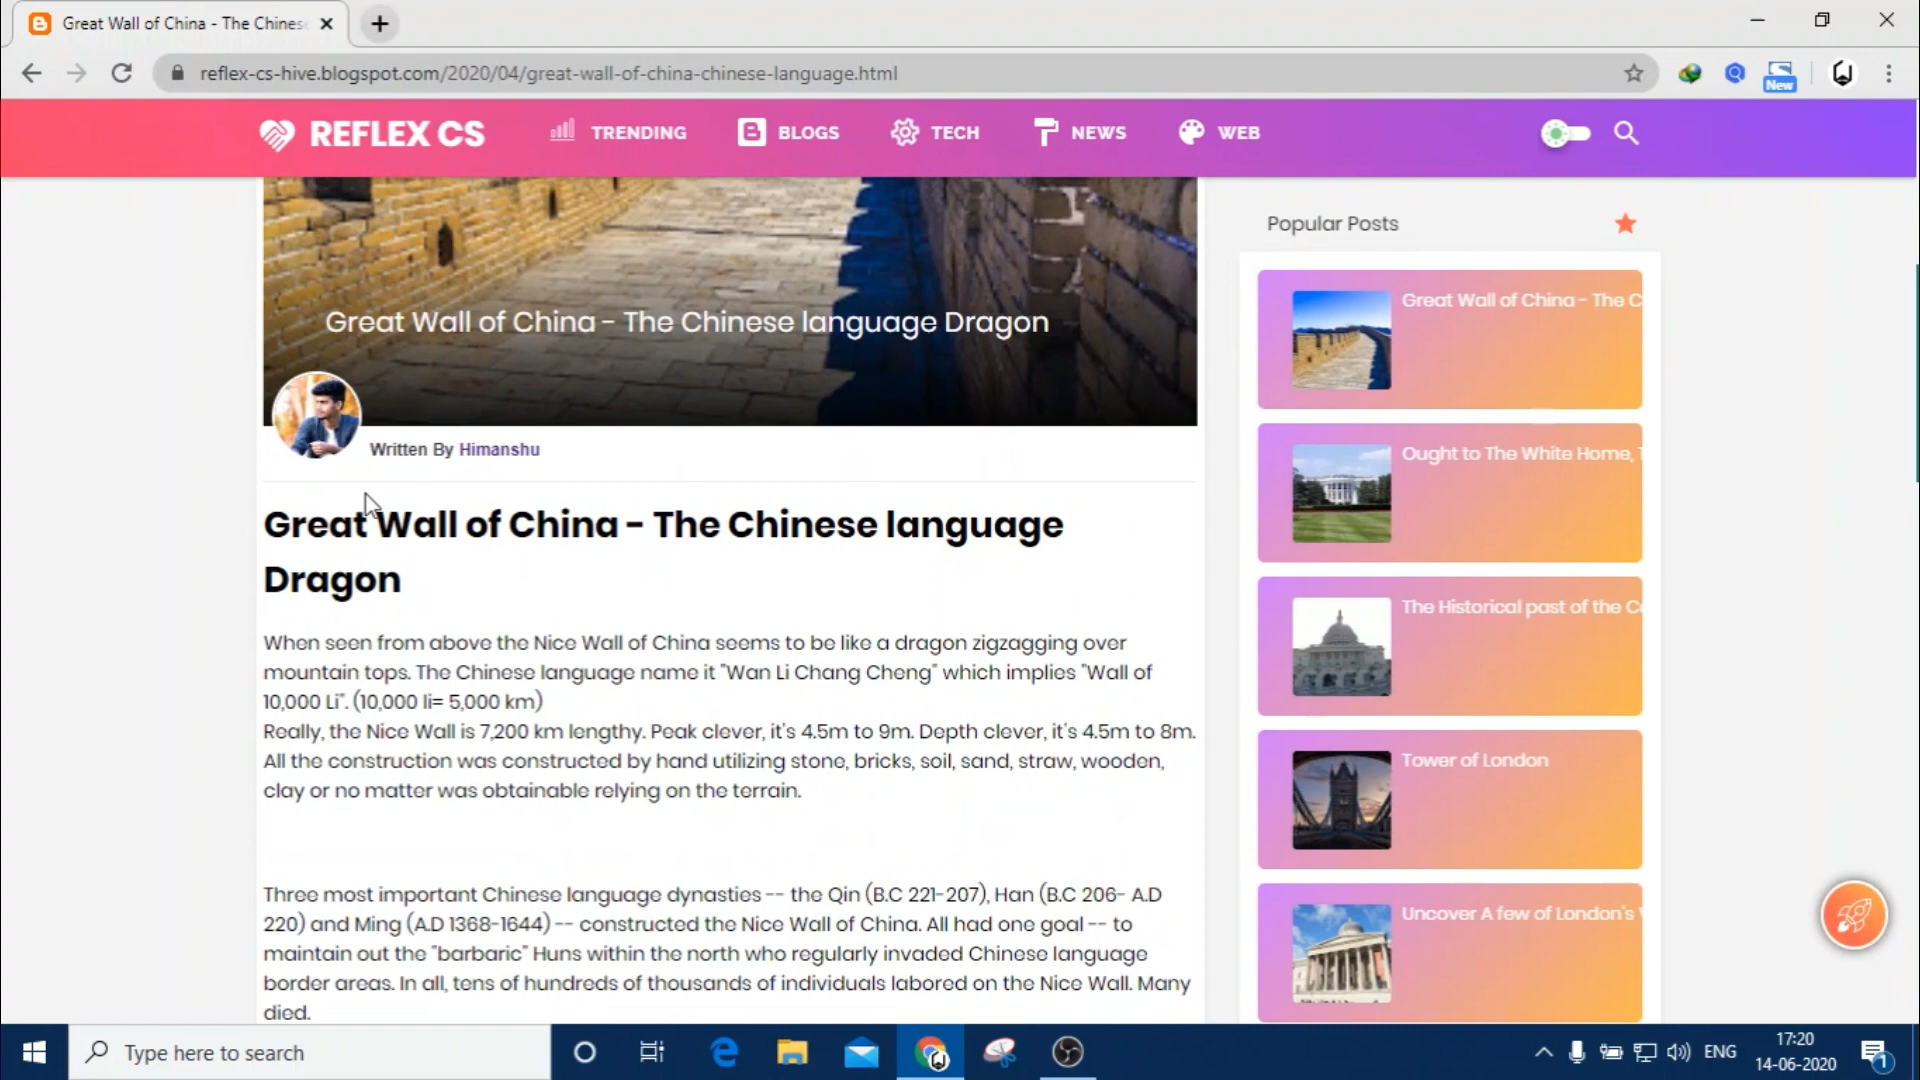 Great Wall of China - The Chines
reflex-cs-hive.blogspot.com/2020/04/great-wall-of-china-chinese-language.html
New
REFLEX CS
TRENDING
BLOGS
TECH
NEWS
WEB
Great Wall of China - The Chinese language Dragon
Written By Himanshu
Great Wall of China - The Chinese language
Dragon
When seen from above the Nice Wall of China seems to be like a dragon zigzagging over
mountain tops. The Chinese language name it "Wan Li Chang Cheng" which implies "Wall of
10,000 Li". (10,000 li= 5,000 km)
Really, the Nice Wall is 7,200 km lengthy. Peak clever, it's 4.5m to 9m. Depth clever, it's 4.5m to 8m.
All the construction was constructed by hand utilizing stone, bricks, soil, sand, straw, wooden,
clay or no matter was obtainable relying on the terrain.
Three most important Chinese language dynasties -- the Qin (B.C 221-207), Han (B.C 206- A.D
220) and Ming (A.D 1368-1644) -- constructed the Nice Wall of China. All had one goal -- to
maintain out the "barbaric" Huns within the north who regularly invaded Chinese language
border areas. In all, tens of hundreds of thousands of individuals labored on the Nice Wall. Many
died.
Popular Posts
Great Wall of China - The C
Ought to The White Home,
The Historical past of the C
Tower of London
Uncover A few of London's
Type here to search
ENG
17:20
14-06-2020
1